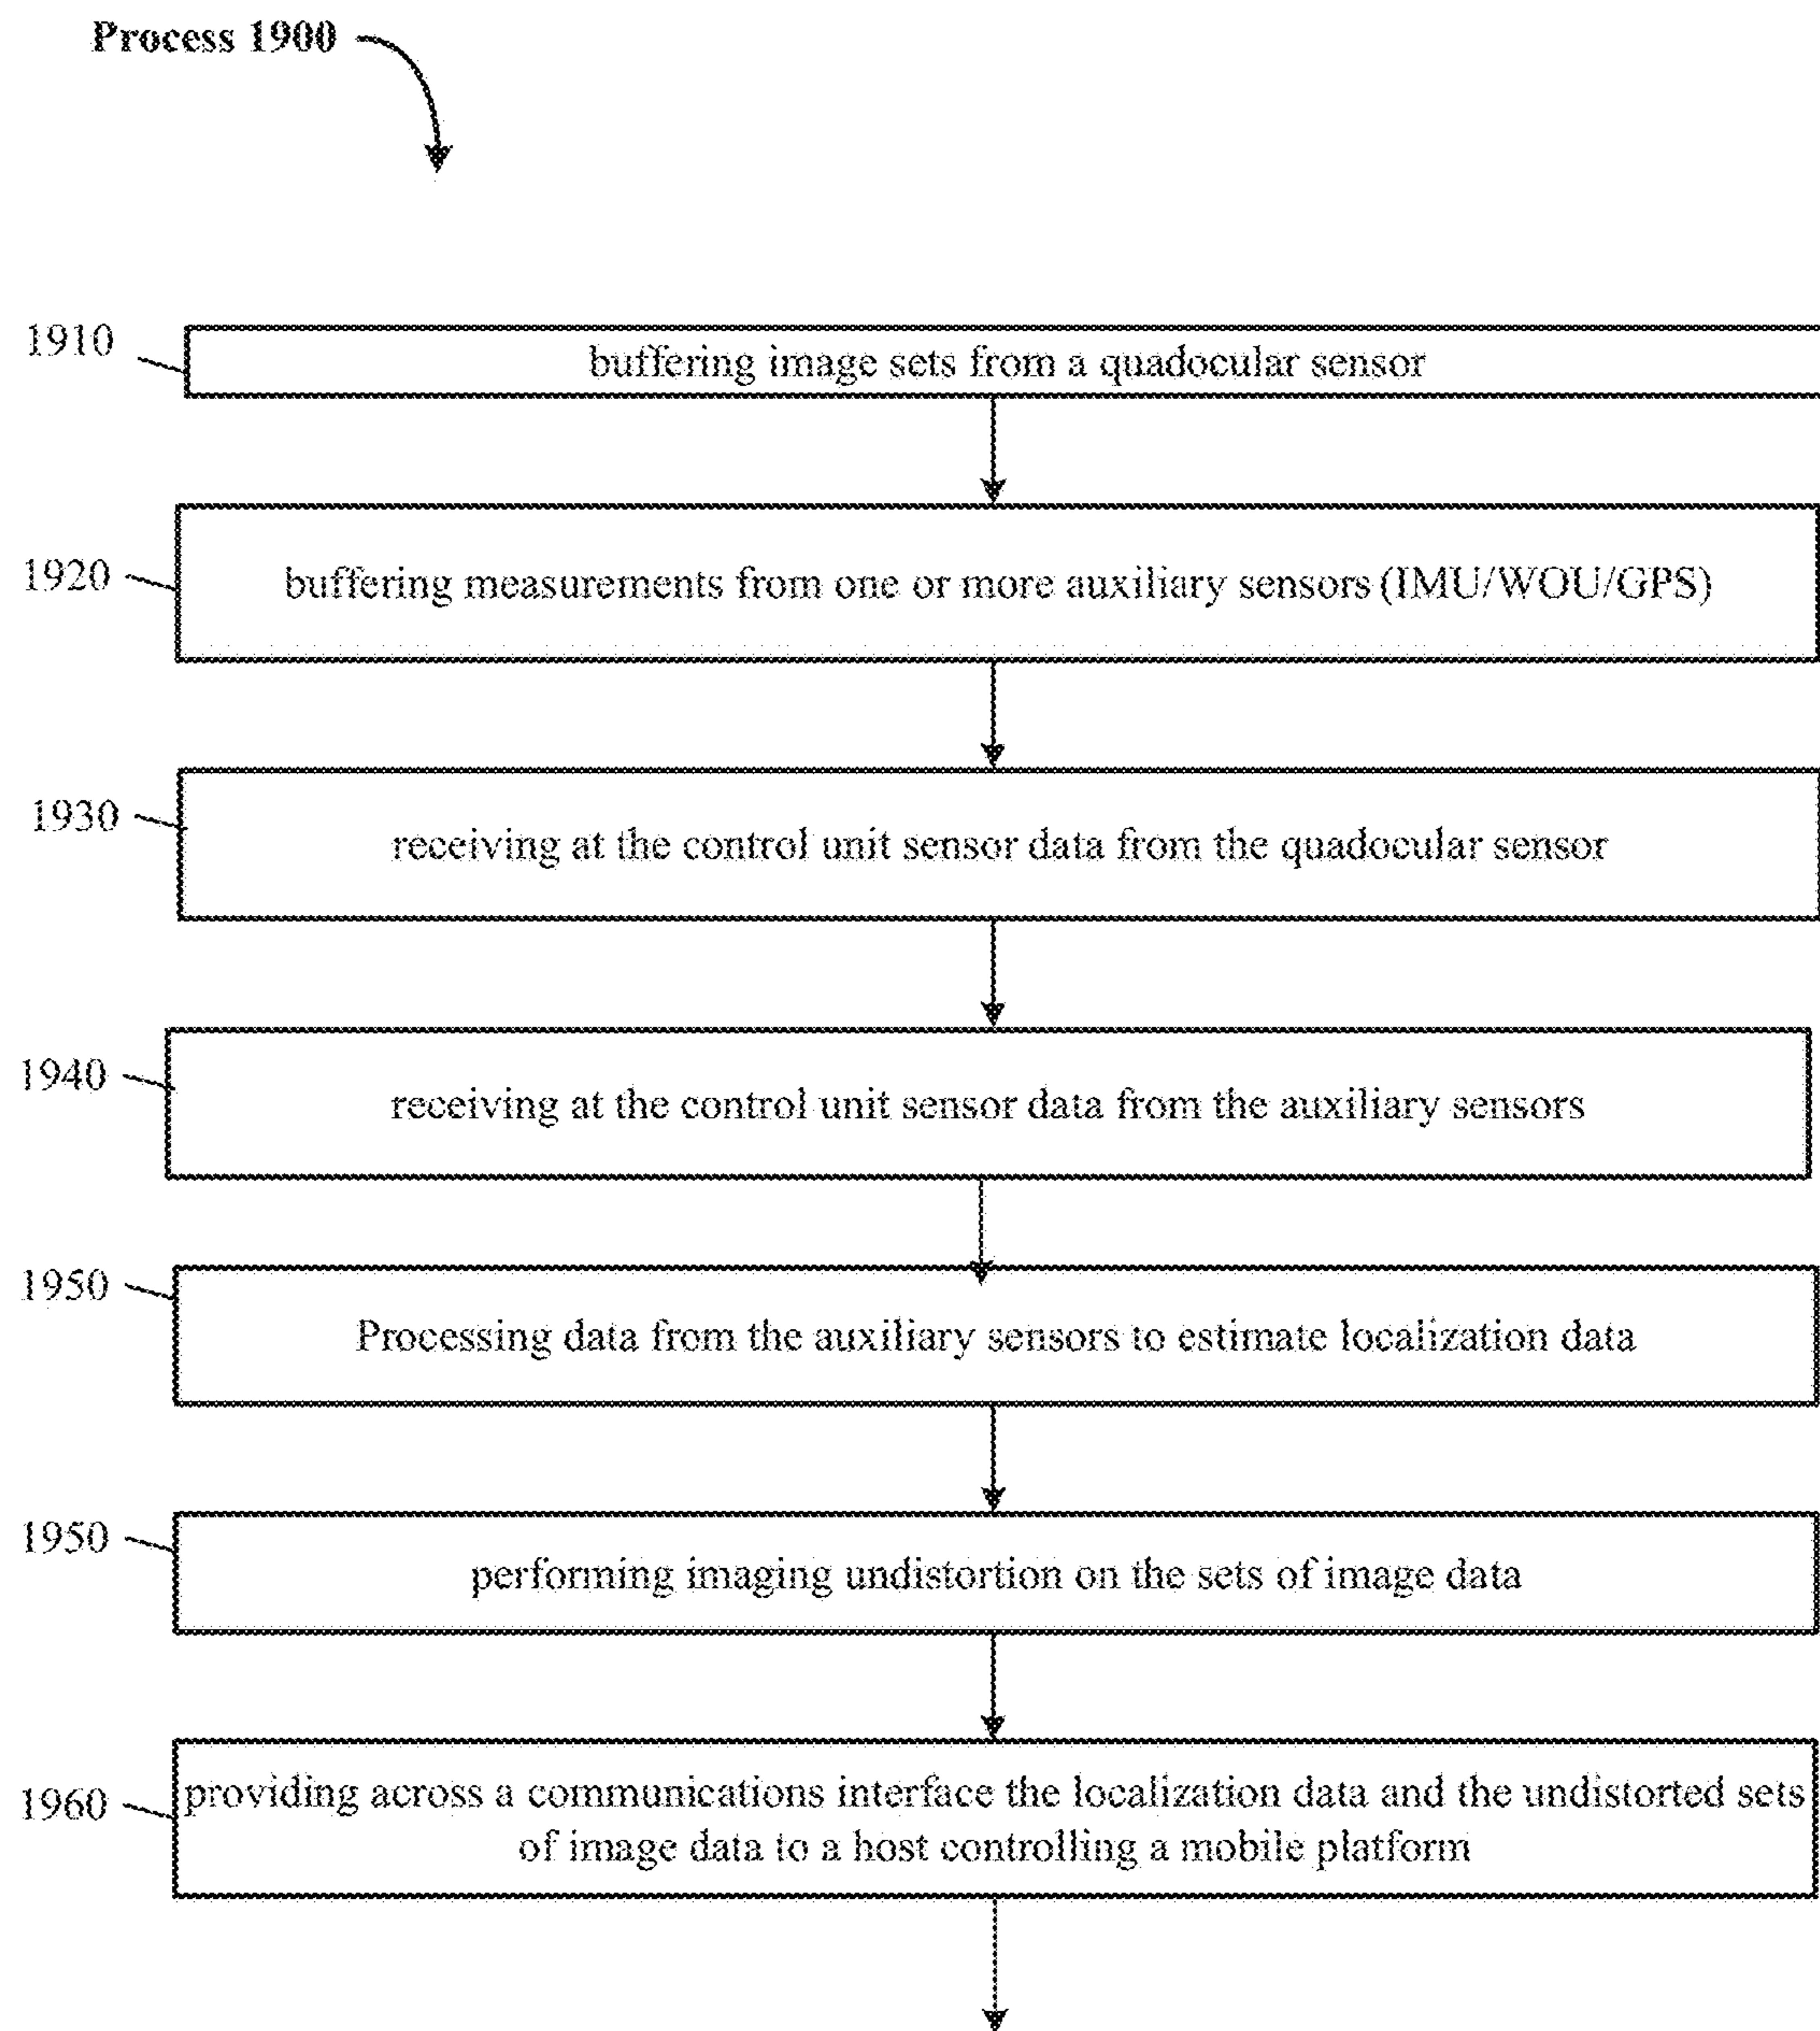 Process 1900
1910
buffering image sets from a quadocular sensor
1920
buffering measurements from one or more auxiliary sensors (IMU/WOU/GPS)
1930
receiving at the control unit sensor data from the quadocular sensor
1940
receiving at the control unit sensor data from the auxiliary sensors
1950
Processing data from the auxiliary sensors to estimate localization data
1950
performing imaging undistortion on the sets of image data
1960
providing across a communications interface the localization data and the undistorted sets
of image data to a host controlling a mobile platform